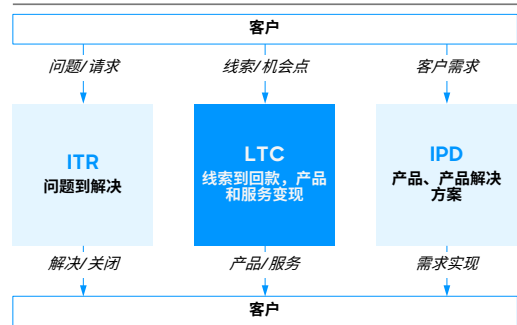 客户
问题/请求
线索/机会点
客户需求
ITR
问题到解决
LTC
线索到回款，产品
和服务变现
IPD
产品、产品解决
方案
解决/关闭
产品/服务
需求实现
客户